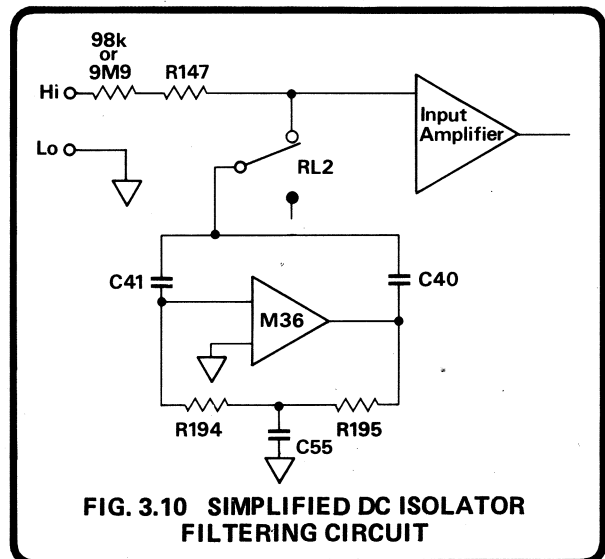 98k
or
9M9
R147
Hi
Input
Amplifier
Lo
RL2
C41
C40
M36
R194
R195
C55
FIG. 3.10 SIMPLIFIED DC ISOLATOR
FILTERING CIRCUIT